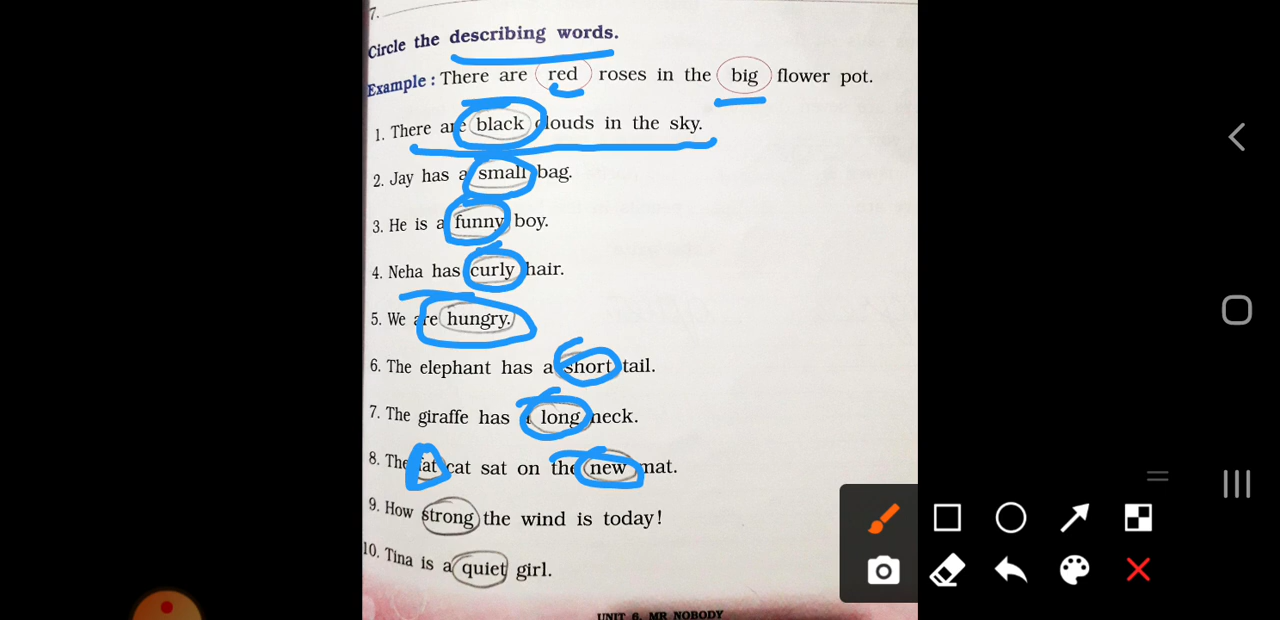 7.
Circle the describing words.
Example : There are red roses in the big flower pot.
1. There are black clouds in the sky.
2. Jay has a small bag.
3. He is a funny boy.
4. Neha has curly hair.
5. We are hungry.
6. The elephant has a short tail.
7. The giraffe has a long neck.
8. The fat cat sat on the new mat.
9. How strong the wind is today!
10. Tina is a quiet girl.
UNIT 6. MR NOBODY